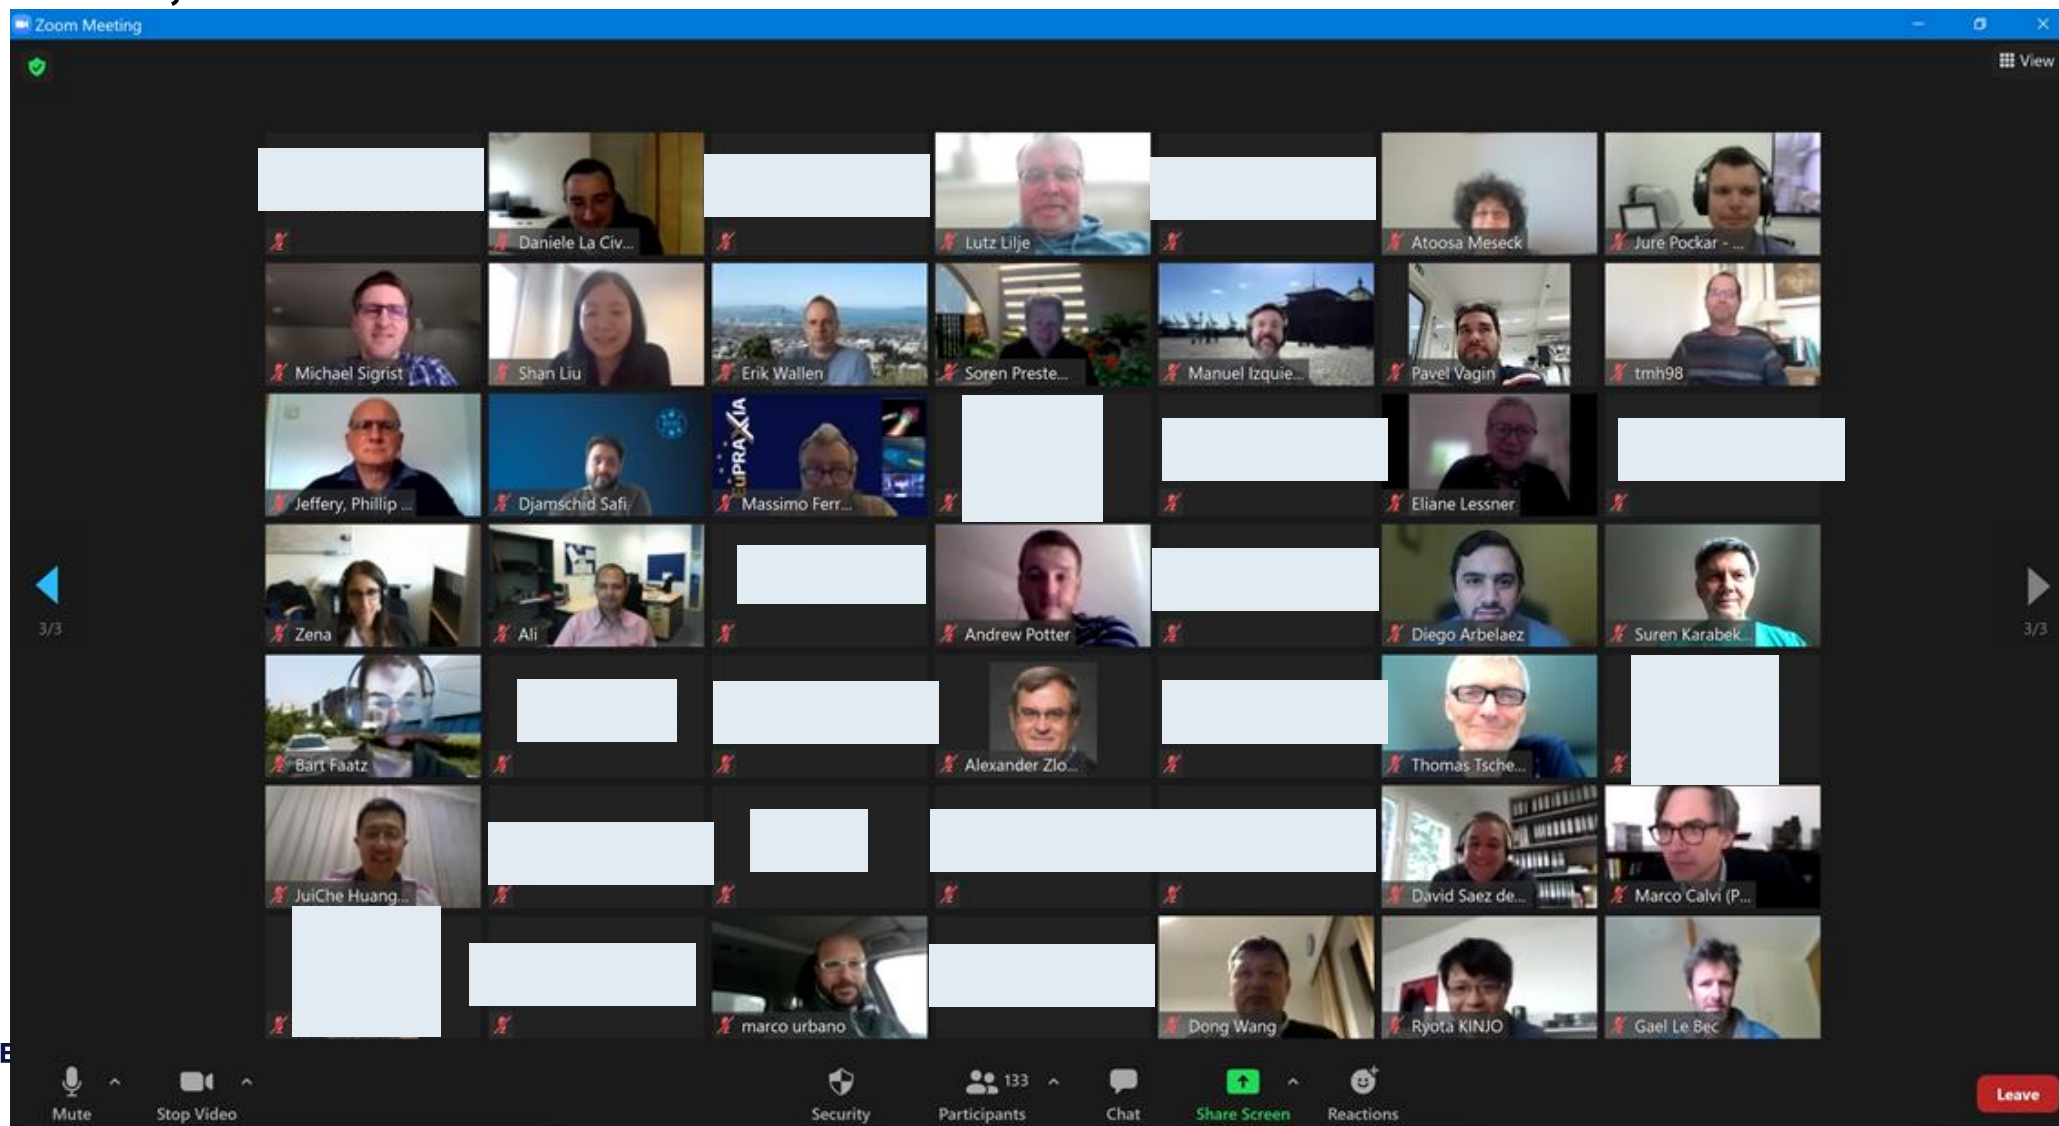 Zoom Meeting
View
Daniele La Civ...
Lutz Lilje
Atoosa Meseck
Jure Pockar - ...
Michael Sigrist
Shan Liu
Erik Wallen
Soren Preste...
Manuel Izquie...
Pavel Vagin
tmh98
EuPRAXIA
Jeffery, Phillip ...
Djamschid Safi
Massimo Ferr...
Eliane Lessner
Zena
Ali
Andrew Potter
Diego Arbelaez
Suren Karabek...
3/3
3/3
Bart Faatz
Alexander Zlo...
Thomas Tsche...
JuiChe Huang...
David Saez de...
Marco Calvi (P...
marco urbano
Dong Wang
Ryota KINJO
Gael Le Bec
E
133
Mute
Stop Video
Security
Participants
Chat
Share Screen
Reactions
Leave